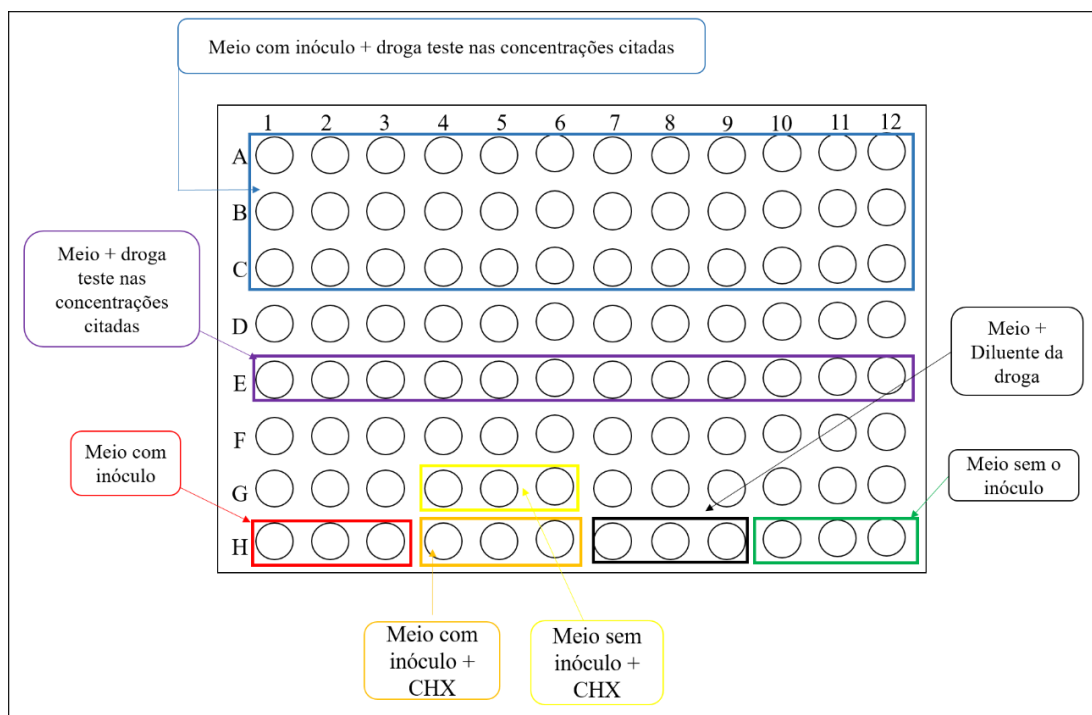 Meio com inóculo + droga teste nas concentrações citadas
1 2 3 4 5 6 7 8 9 10 11 12
A
B
C
Meio + droga
teste nas
concentrações
citadas
D
Meio +
Diluente da
droga
E
F
Meio com
inóculo
G
Meio sem o
inóculo
H
Meio com
inóculo +
CHX
Meio sem
inóculo +
CHX